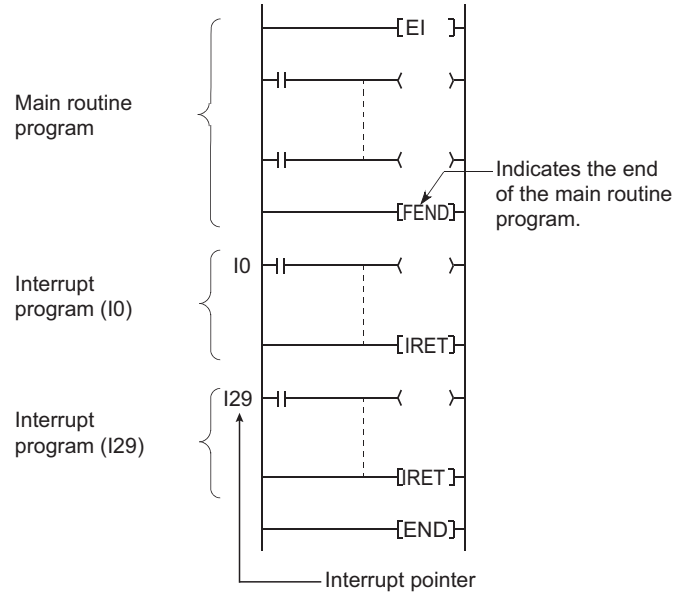 EI
Main routine
program
Indicates the end
of the main routine
program.
FEND
I0
Interrupt
program (I0)
IRET
I29
Interrupt
program (I29)
IRET
END
Interrupt pointer